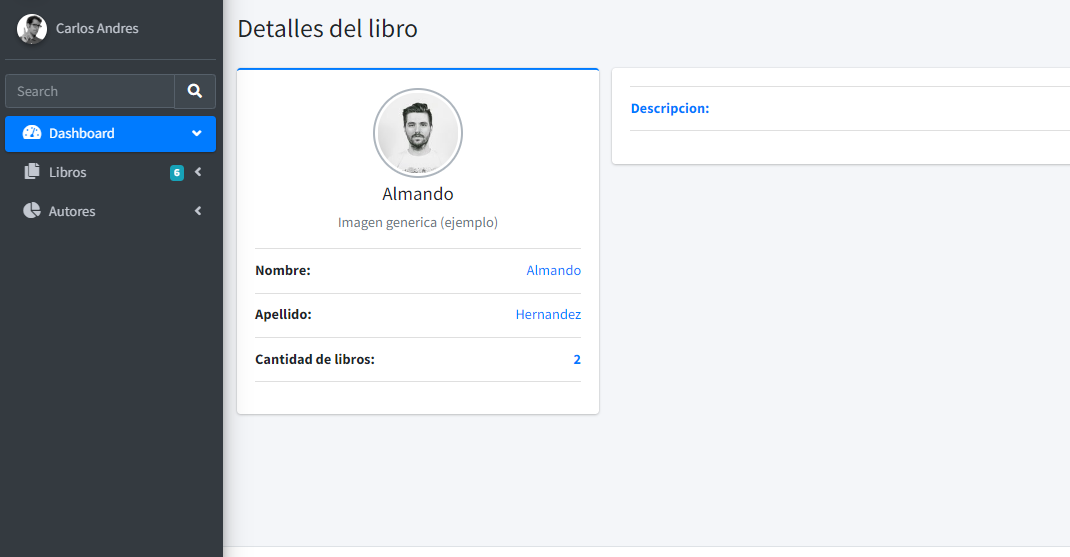 Carlos Andres
Search
Dashboard
Libros 6
Autores
Detalles del libro
Almando
Imagen generica (ejemplo)
Nombre: Almando
Apellido: Hernandez
Cantidad de libros: 2
Descripcion: